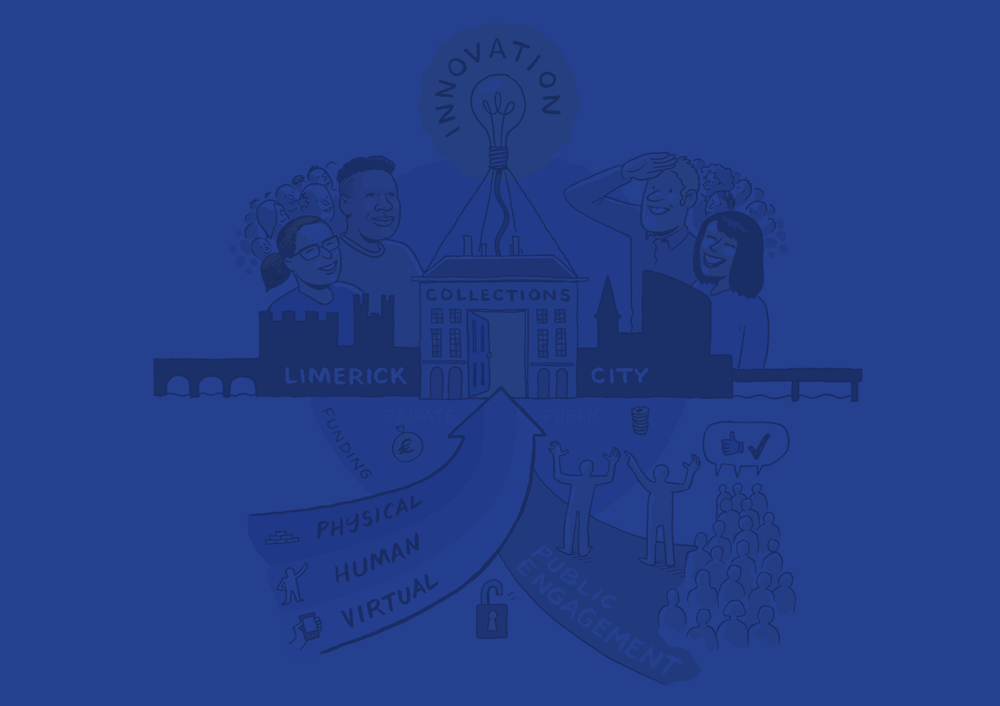 INNOVATION
COLLECTIONS
LIMERICK
CITY
FUNDING
PRIVATE
PUBLIC
€
PHYSICAL
HUMAN
VIRTUAL
PUBLIC
ENGAGEMENT